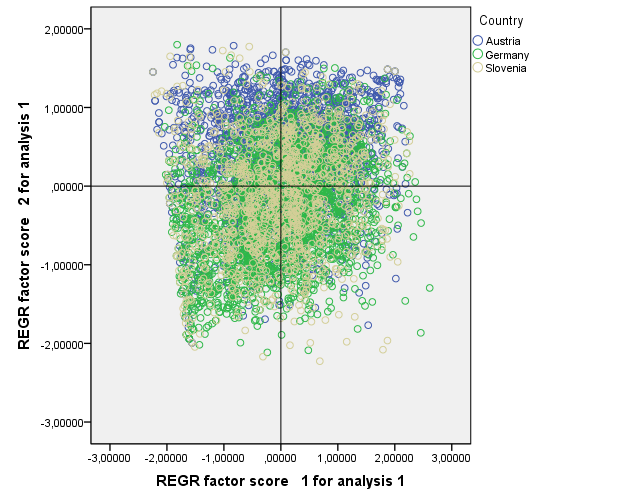 Country
Austria
Germany
Slovenia
2,00000
1,00000
,00000
-1,00000
-2,00000
-3,00000
REGR factor score 2 for analysis 1
-3,00000 -2,00000 -1,00000 ,00000 1,00000 2,00000 3,00000
REGR factor score 1 for analysis 1